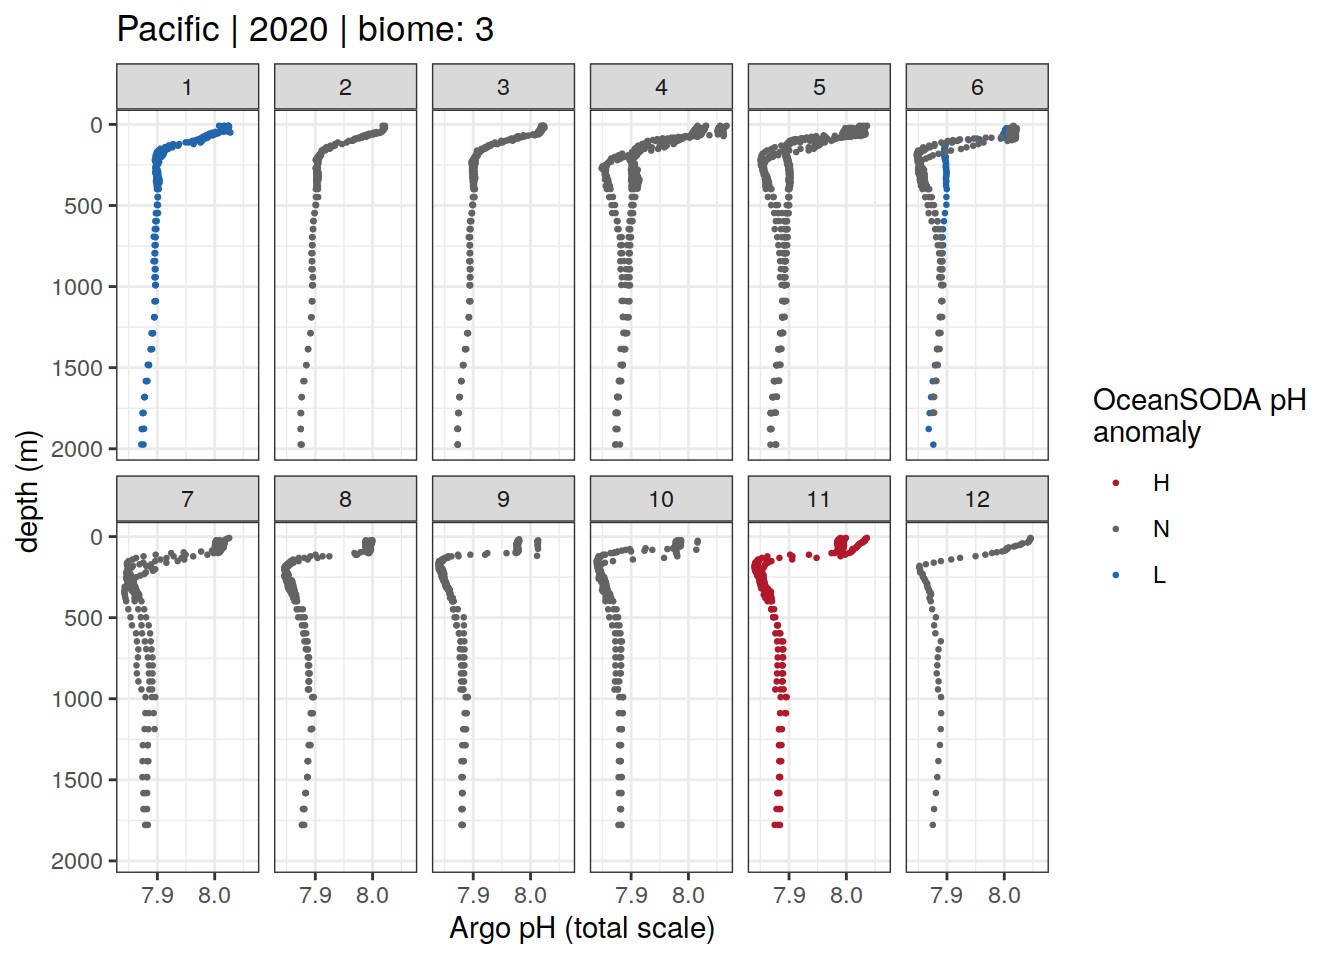 Pacific | 2020 | biome: 3
1 2 3 4 5 6
0
500
1000
1500
2000
7 8 9 10 11 12
0
500
1000
1500
2000
7.9 8.0 7.9 8.0 7.9 8.0 7.9 8.0 7.9 8.0 7.9 8.0
Argo pH (total scale)
depth (m)
OceanSODA pH
anomaly
H
N
L